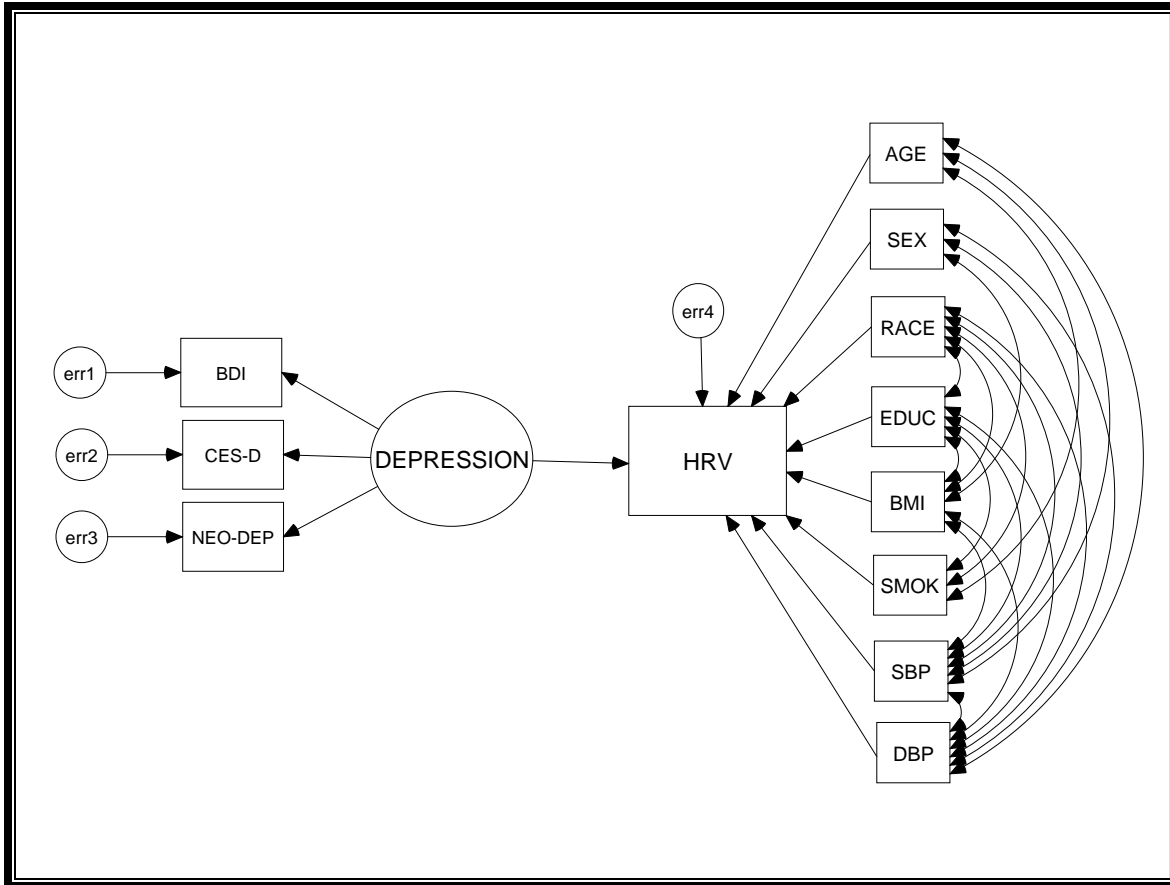 AGE
SEX
RACE
EDUC
BMI
SMOK
SBP
DBP
err4
HRV
DEPRESSION
err1
BDI
err2
CES-D
err3
NEO-DEP